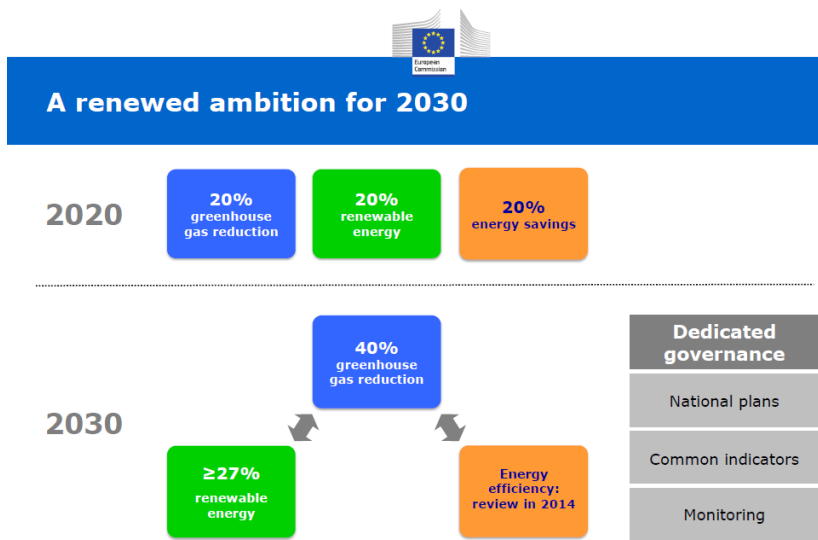 European
Commission
A renewed ambition for 2030
2020
20%
greenhouse
gas reduction
20%
renewable
energy
20%
energy savings
2030
40%
greenhouse
gas reduction
≥27%
renewable
energy
Energy
efficiency:
review in 2014
Dedicated
governance
National plans
Common indicators
Monitoring